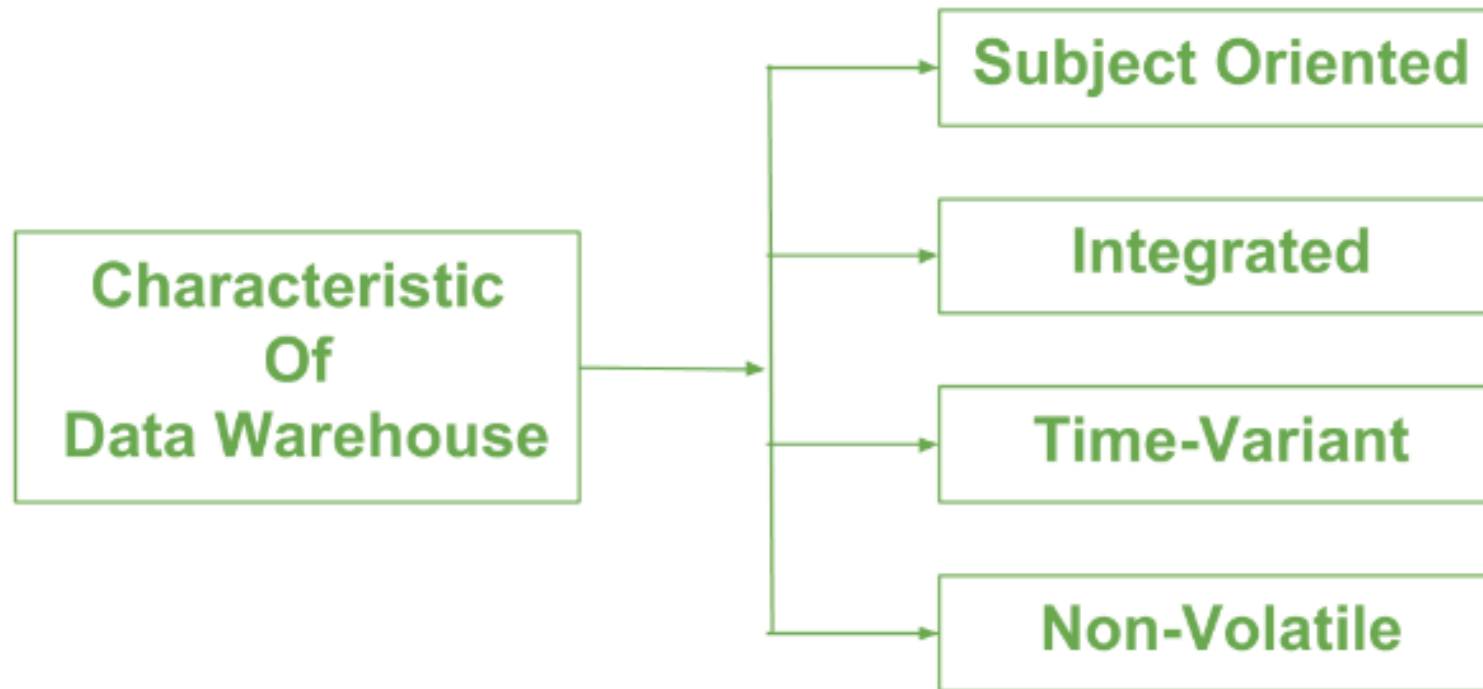 Characteristic
Of
Data Warehouse
Subject Oriented
Integrated
Time-Variant
Non-Volatile